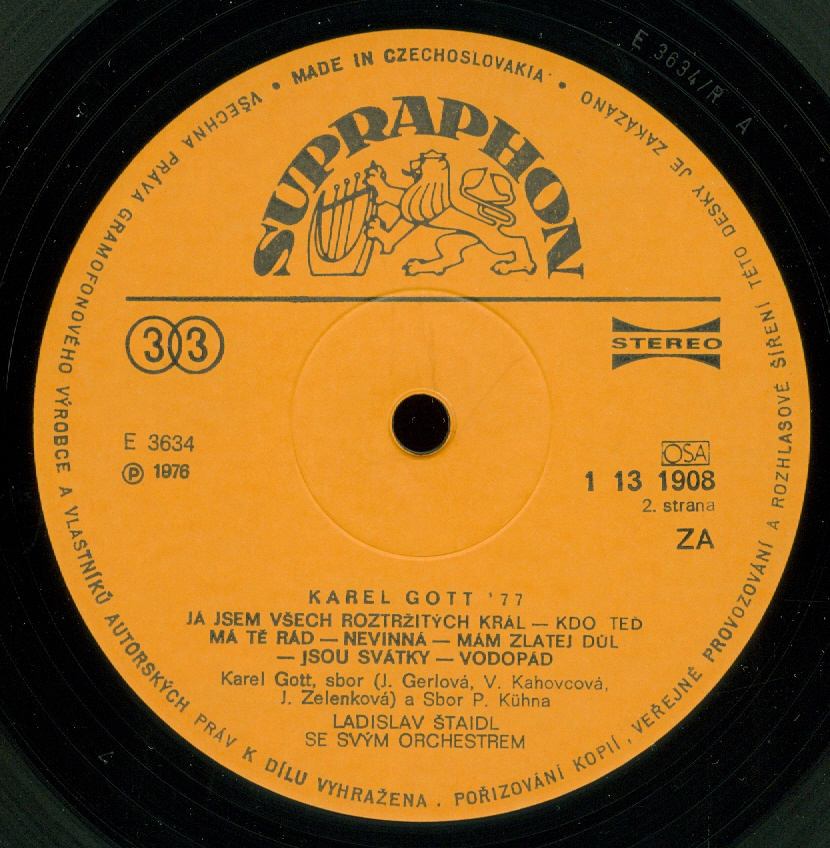 MADE IN CZECHOSLOVAKIA
VŠECHNA PRÁVA GRAMOFONOVÉHO VÝROBCE A VLASTNÍKŮ AUTORSKÝCH PRÁV K DÍLU VYHRAŽENA . POŘIZOVÁNÍ KOPIÍ , VEŘEJNÉ PROVOZOVÁNÍ A ROZHLASOVÉ ŠÍŘENÍ TÉTO DESKY JE ZAKÁZÁNO
E 3634/R A
SUPRAPHON
33
STEREO
E 3634
Ⓟ 1976
OSA
1 13 1908
2. strana
ZA
KAREL GOTT '77
JÁ JSEM VŠECH ROZTRŽITÝCH KRÁL — KDO TEĎ
MÁ TĚ RÁD — NEVINNÁ — MÁM ZLATEJ DŮL
— JSOU SVÁTKY — VODOPÁD
Karel Gott, sbor (J. Gerlová, V. Kahovcová,
J. Zelenková) a Sbor P. Kühna
LADISLAV ŠTAIDL
SE SVÝM ORCHESTREM